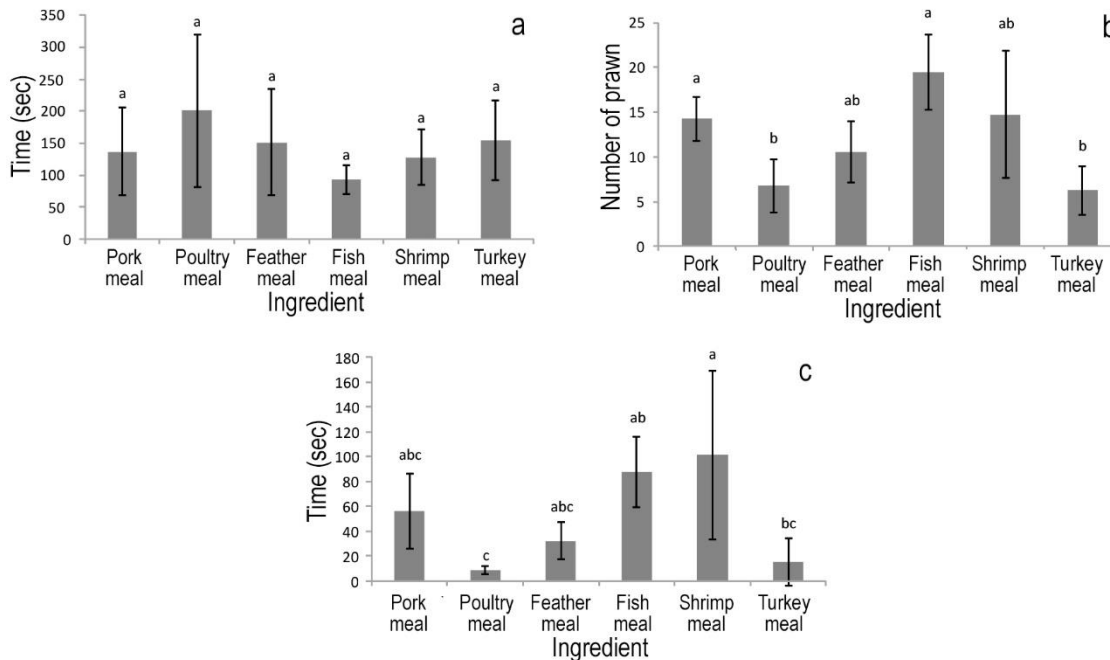 a
350
300
250
200
150
100
50
0
Time (sec)
a a a a a a
Pork meal
Poultry meal
Feather meal
Fish meal
Shrimp meal
Turkey meal
Ingredient
b
25
20
15
10
5
0
Number of prawn
a b ab a ab b
Pork meal
Poultry meal
Feather meal
Fish meal
Shrimp meal
Turkey meal
Ingredient
c
180
160
140
120
100
80
60
40
20
0
Time (sec)
abc c abc ab a bc
Pork meal
Poultry meal
Feather meal
Fish meal
Shrimp meal
Turkey meal
Ingredient